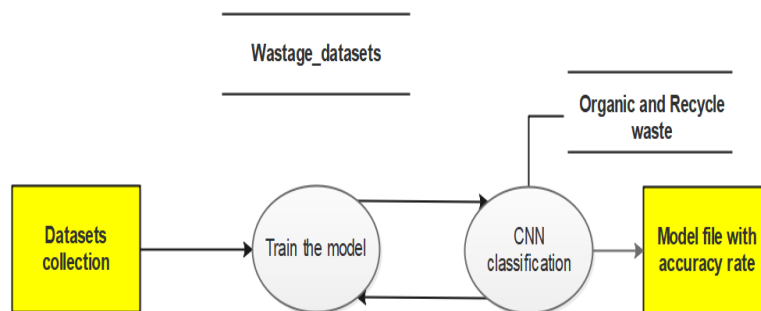 Wastage_datasets
Organic and Recycle
waste
Datasets
collection
Train the model
CNN
classification
Model file with
accuracy rate